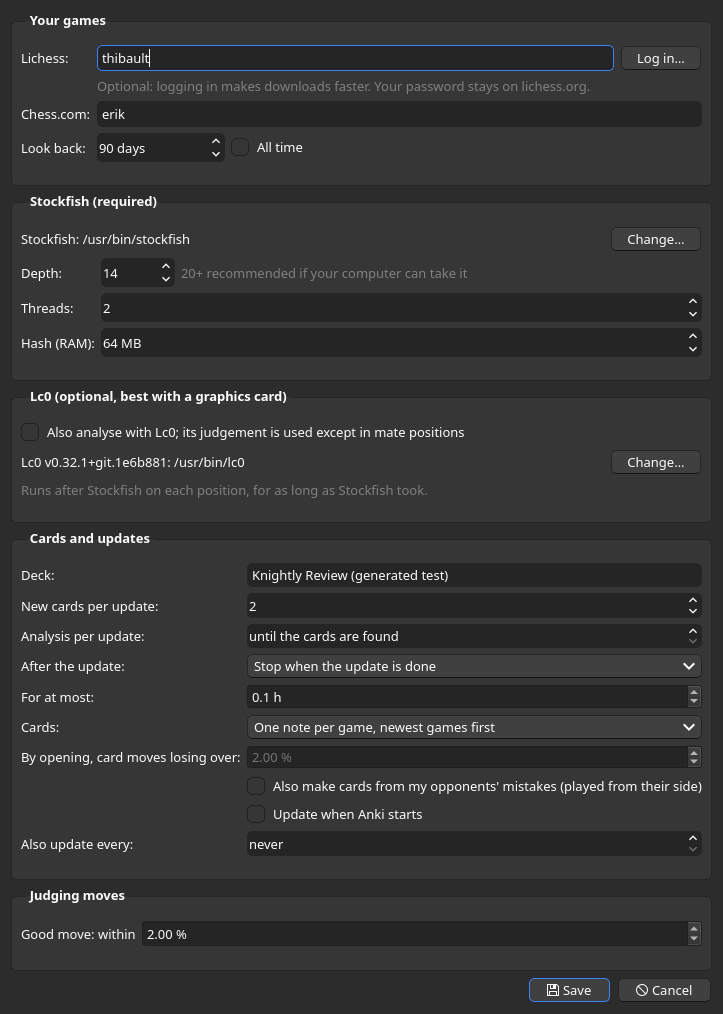 Your games
Lichess: thibault Log in...
Optional: logging in makes downloads faster. Your password stays on lichess.org.
Chess.com: erik
Look back: 90 days All time
Stockfish (required)
Stockfish: /usr/bin/stockfish Change...
Depth: 14 20+ recommended if your computer can take it
Threads: 2
Hash (RAM): 64 MB
Lc0 (optional, best with a graphics card)
Also analyse with Lc0; its judgement is used except in mate positions
Lc0 v0.32.1+git.1e6b881: /usr/bin/lc0 Change...
Runs after Stockfish on each position, for as long as Stockfish took.
Cards and updates
Deck: Knightly Review (generated test)
New cards per update: 2
Analysis per update: until the cards are found
After the update: Stop when the update is done
For at most: 0.1 h
Cards: One note per game, newest games first
By opening, card moves losing over: 2.00 %
Also make cards from my opponents' mistakes (played from their side)
Update when Anki starts
Also update every: never
Judging moves
Good move: within 2.00 %
Save Cancel